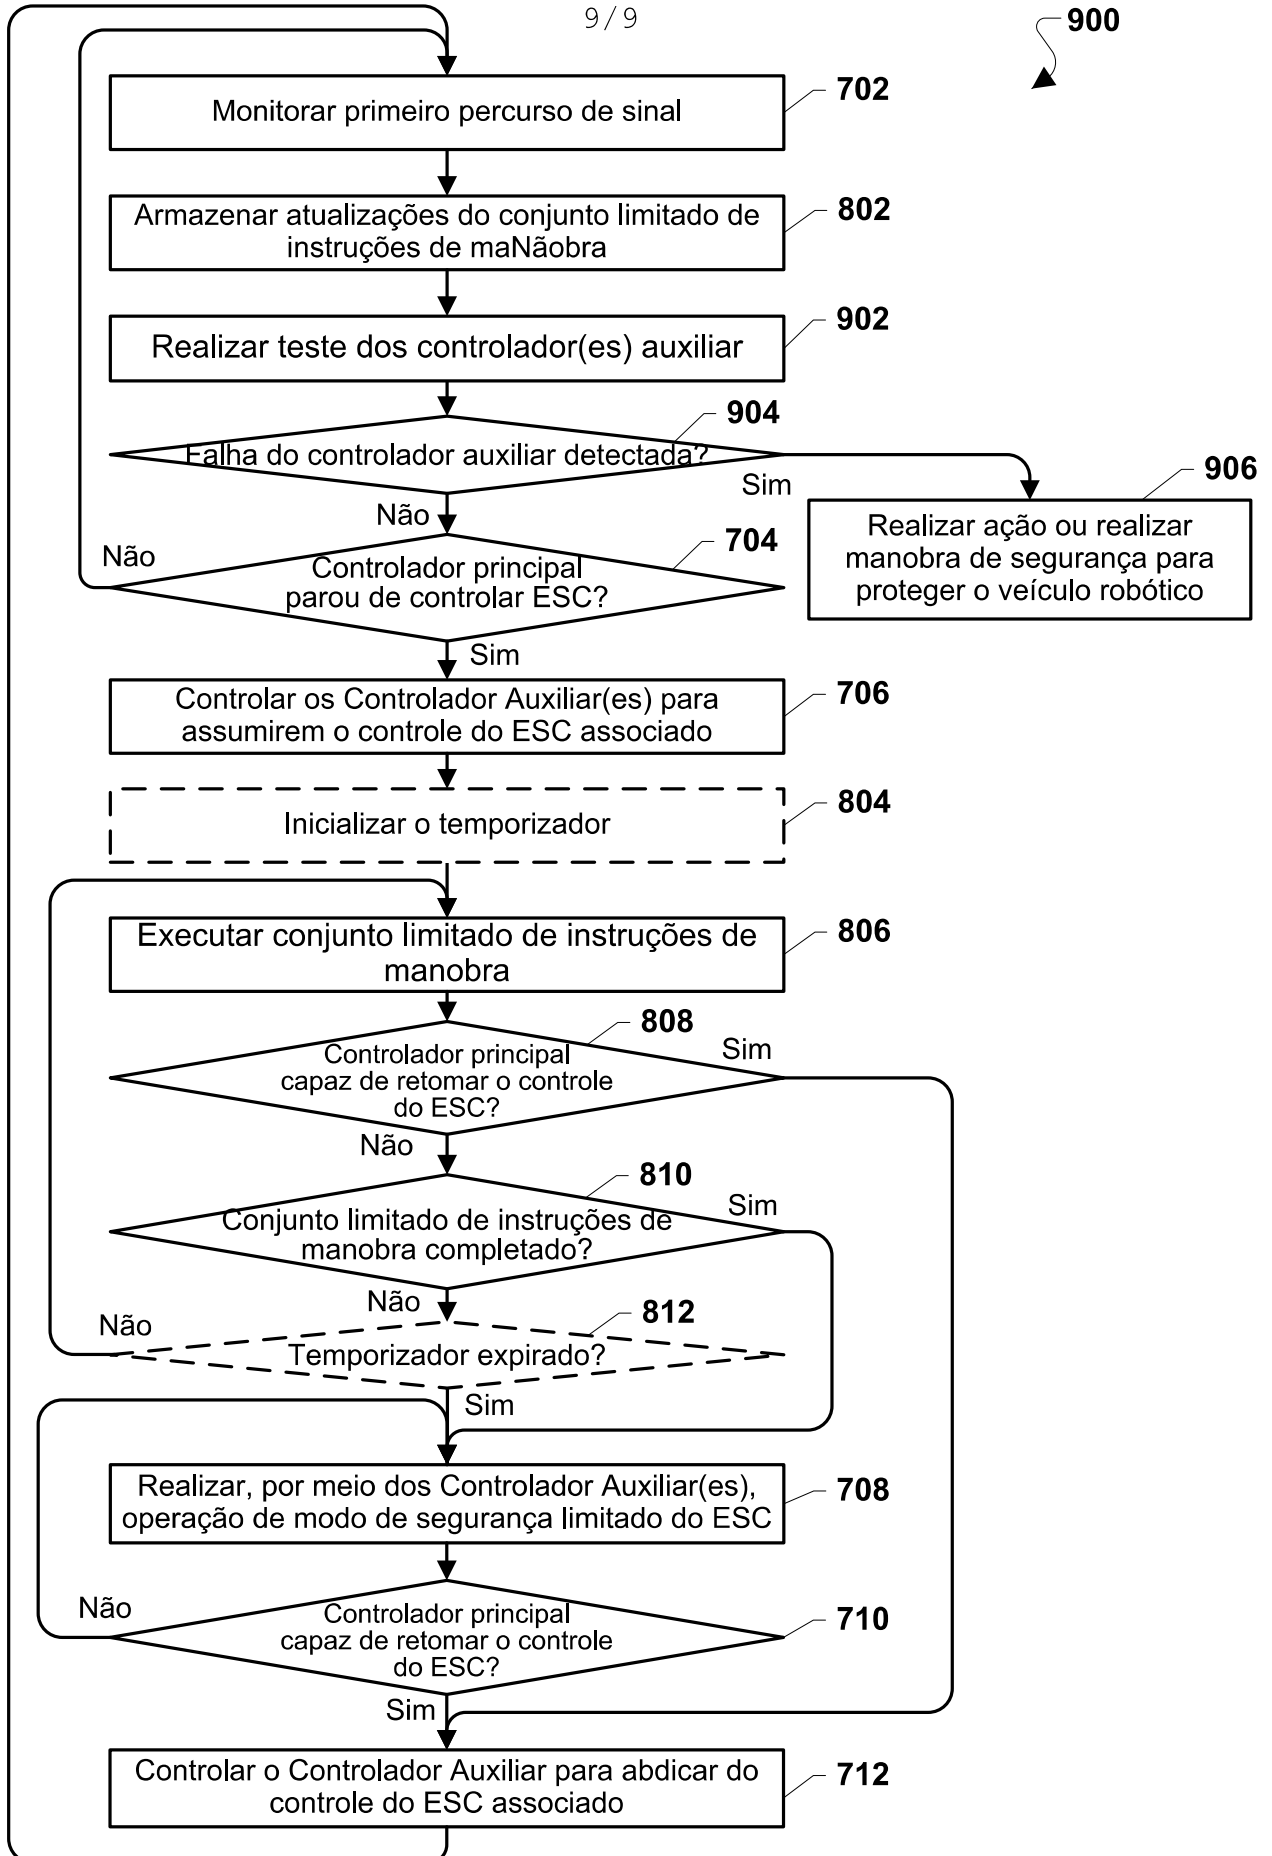 9/9
900
Monitorar primeiro percurso de sinal
702
Armazenar atualizações do conjunto limitado de
instruções de maNãobra
802
Realizar teste dos controlador(es) auxiliar
902
Falha do controlador auxiliar detectada?
904
Sim
Não
Realizar ação ou realizar
manobra de segurança para
proteger o veículo robótico
906
Controlador principal
parou de controlar ESC?
704
Não
Sim
Controlar os Controlador Auxiliar(es) para
assumirem o controle do ESC associado
706
Inicializar o temporizador
804
Executar conjunto limitado de instruções de
manobra
806
Controlador principal
capaz de retomar o controle
do ESC?
808
Sim
Não
Conjunto limitado de instruções de
manobra completado?
810
Sim
Não
Temporizador expirado?
812
Não
Sim
Realizar, por meio dos Controlador Auxiliar(es),
operação de modo de segurança limitado do ESC
708
Controlador principal
capaz de retomar o controle
do ESC?
710
Não
Sim
Controlar o Controlador Auxiliar para abdicar do
controle do ESC associado
712